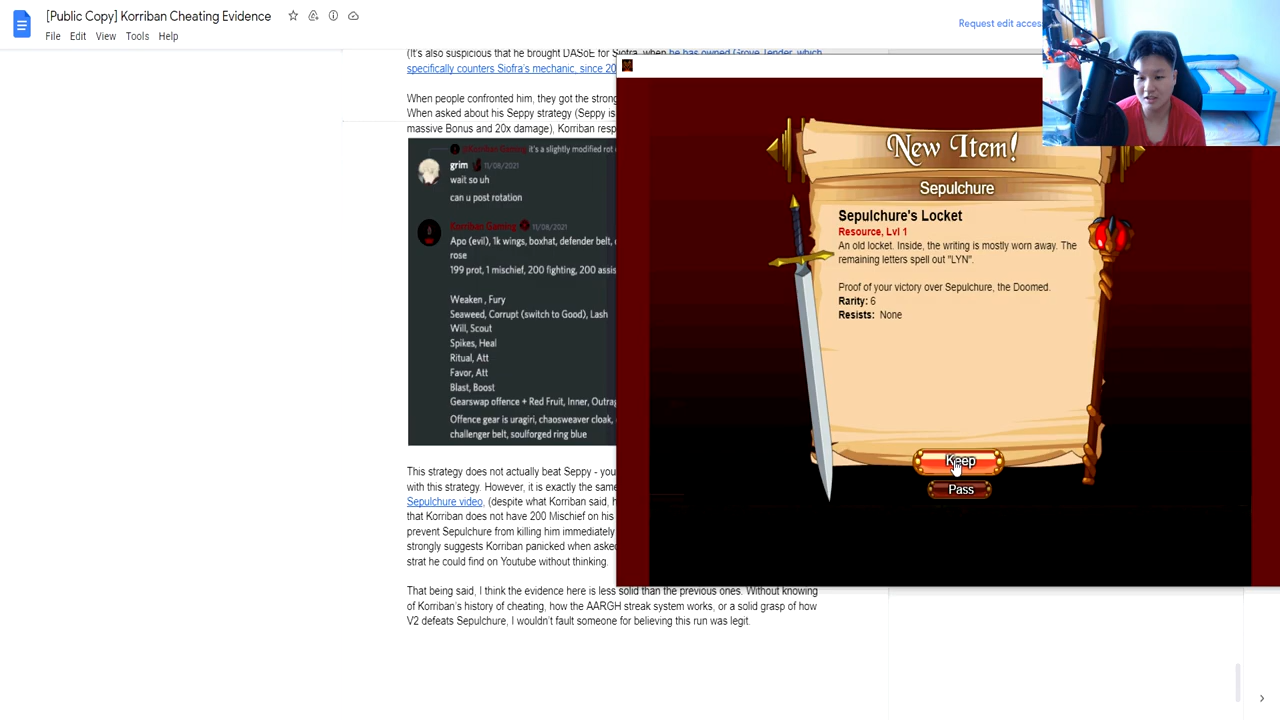 [Public Copy] Korriban Cheating Evidence
File Edit View Tools Help
Request edit acces
(It's also suspicious that he brought DASoE for Siofra, when he has owned Grove Tender, which
specifically counters Siofra's mechanic, since 20
When people confronted him, they got the strong
When asked about his Seppy strategy (Seppy is
massive Bonus and 20x damage), Korriban resp
it's a slightly modified rot
grim 11/08/2021
wait so uh
can u post rotation
Korriban Gaming 11/08/2021
Apo (evil), 1k wings, boxhat, defender belt,
rose
199 prot, 1 mischief, 200 fighting, 200 assis
Weaken , Fury
Seaweed, Corrupt (switch to Good), Lash
Will, Scout
Spikes, Heal
Ritual, Att
Favor, Att
Blast, Boost
Gearswap offence + Red Fruit, Inner, Outrag
Offence gear is uragiri, chaosweaver cloak,
challenger belt, soulforged ring blue
This strategy does not actually beat Seppy - you
with this strategy. However, it is exactly the same
Sepulchure video, (despite what Korriban said, h
that Korriban does not have 200 Mischief on his
prevent Sepulchure from killing him immediately
strongly suggests Korriban panicked when asked
strat he could find on Youtube without thinking.
That being said, I think the evidence here is less solid than the previous ones. Without knowing
of Korriban's history of cheating, how the AARGH streak system works, or a solid grasp of how
V2 defeats Sepulchure, I wouldn't fault someone for believing this run was legit.
New Item!
Sepulchure
Sepulchure's Locket
Resource, Lvl 1
An old locket. Inside, the writing is mostly worn away. The
remaining letters spell out "LYN".
Proof of your victory over Sepulchure, the Doomed.
Rarity: 6
Resists: None
Keep
Pass